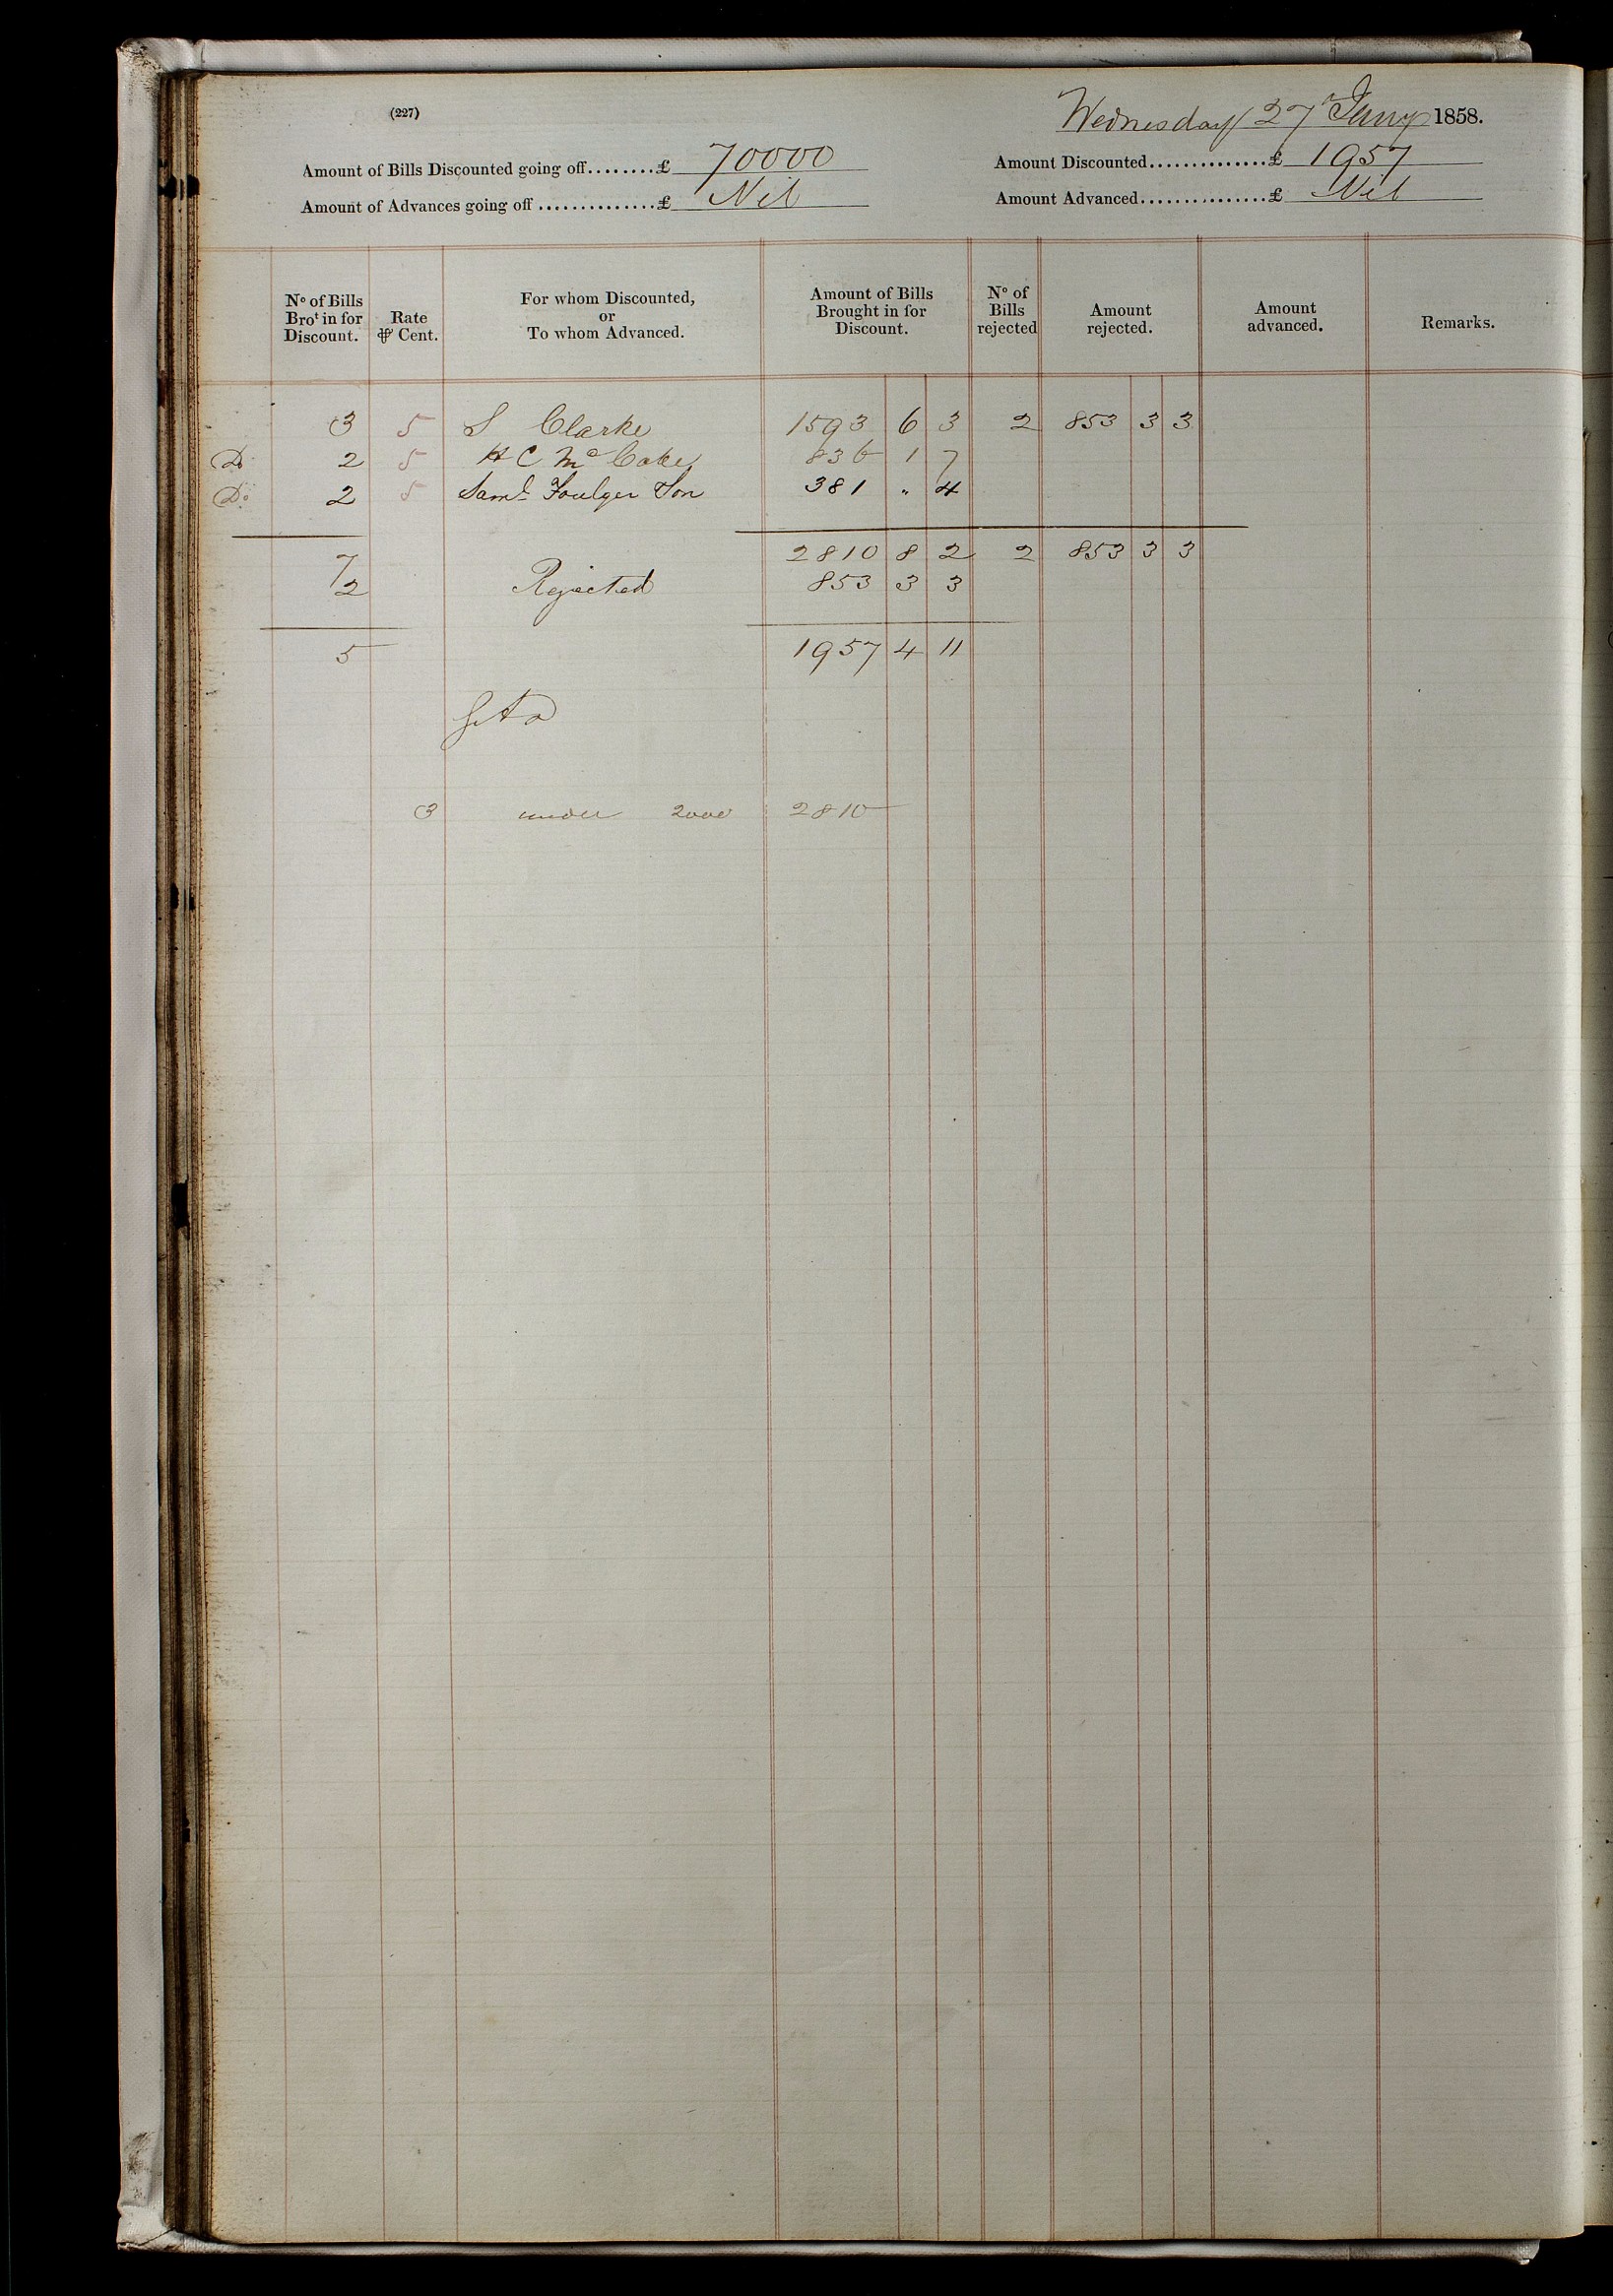 (227)
Wednesday 27 Jany 1858.
Amount of Bills Discounted going off........£ 70000
Amount Discounted..............£ 1957
Amount of Advances going off..............£ Nil
Amount Advanced...............£ Nil
No of Bills Brot in for Discount. Rate ⅌ Cent. For whom Discounted, or To whom Advanced. Amount of Bills Brought in for Discount. No of Bills rejected Amount rejected. Amount advanced. Remarks.
3 5 S Clarke 1593 6 3 2 853 3 3
Do 2 5 H C Mc 836 1 7
Do 2 5 Saml Foulger Son 381 " 4
7 2810 8 2 2 853 3 3
2 Rejected 853 3 3
5 1957 4 11
3 under 2000 2810